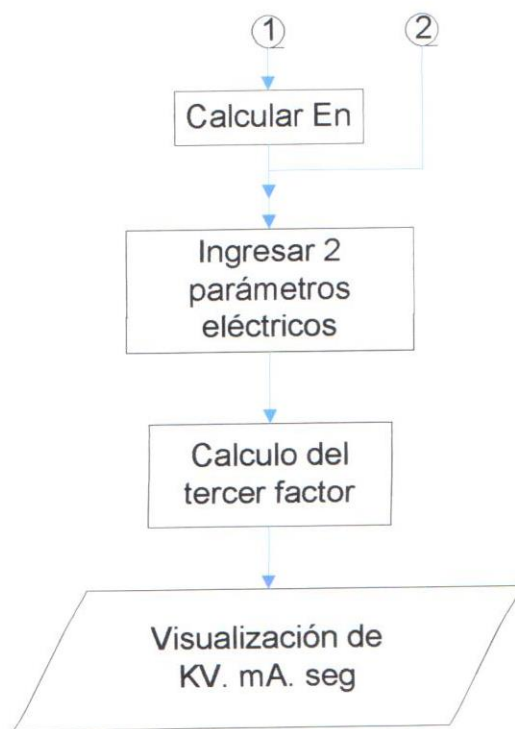 1 2
Calcular En
Ingresar 2
parámetros
eléctricos
Calculo del
tercer factor
Visualización de
KV. mA. seg